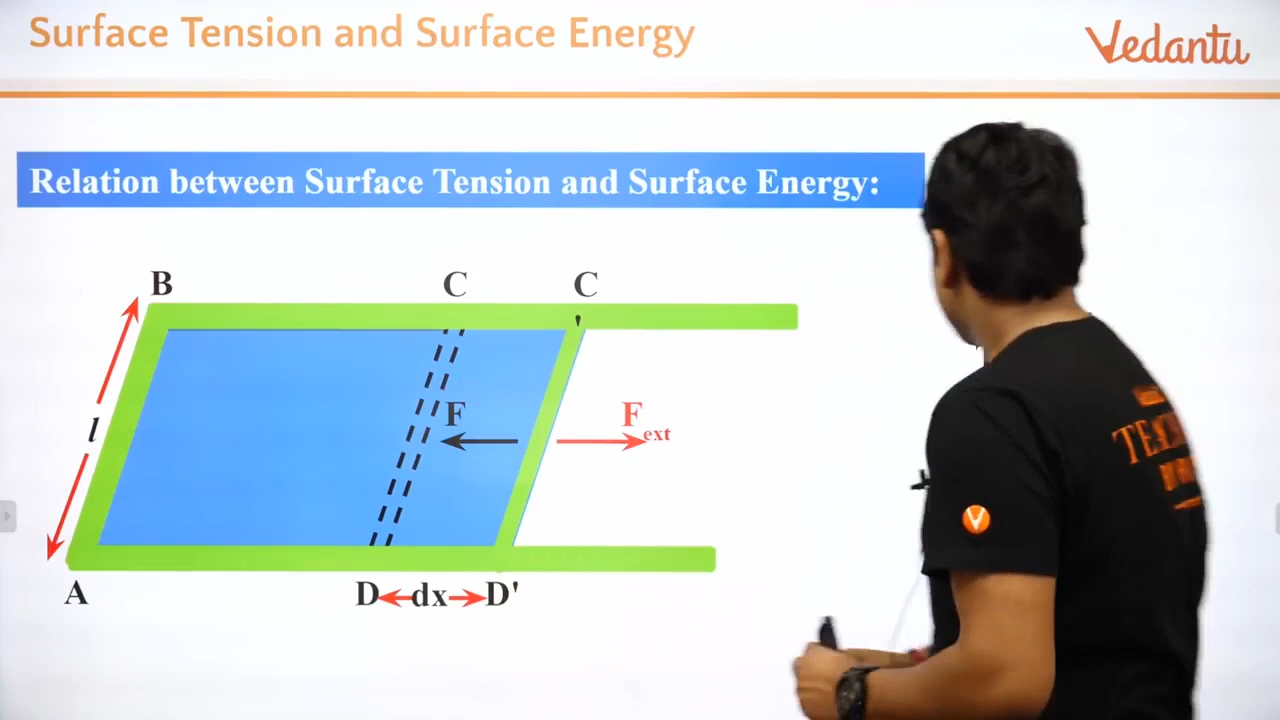 Surface Tension and Surface Energy
Vedantu
Relation between Surface Tension and Surface Energy:
B
C
C
'
l
F
F
ext
A
D
dx
D'
V